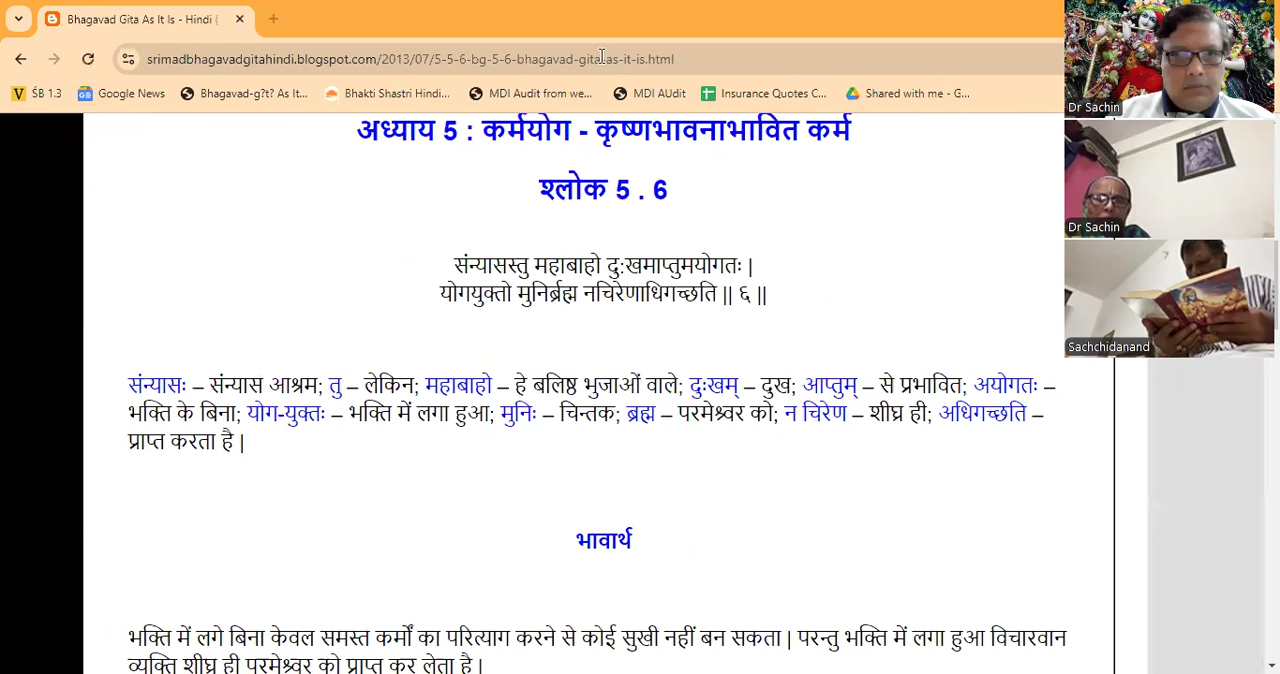 Bhagavad Gita As It Is - Hindi (
srimadbhagavadgitahindi.blogspot.com/2013/07/5-5-6-bg-5-6-bhagavad-gita-as-it-is.html
ŚB 1.3
Google News
Bhagavad-g?t? As It...
Bhakti Shastri Hindi...
MDI Audit from we...
MDI AUdit
Insurance Quotes C...
Shared with me - G...
अध्याय 5 : कर्मयोग - कृष्णभावनाभावित कर्म
श्लोक 5 . 6
संन्यासस्तु महाबाहो दु:खमाप्तुमयोगतः |
योगयुक्तो मुनिर्ब्रह्म नचिरेणाधिगच्छति || ६ ||
संन्यासः – संन्यास आश्रम; तु – लेकिन; महाबाहो – हे बलिष्ठ भुजाओं वाले; दुःखम् – दुख; आप्तुम् – से प्रभावित; अयोगतः –
भक्ति के बिना; योग-युक्तः – भक्ति में लगा हुआ; मुनिः – चिन्तक; ब्रह्म – परमेश्वर को; न चिरेण – शीघ्र ही; अधिगच्छति –
प्राप्त करता है |
भावार्थ
भक्ति में लगे बिना केवल समस्त कर्मों का परित्याग करने से कोई सुखी नहीं बन सकता | परन्तु भक्ति में लगा हुआ विचारवान
व्यक्ति शीघ्र ही परमेश्वर को प्राप्त कर लेता है |
Dr Sachin
Dr Sachin
Sachchidanand